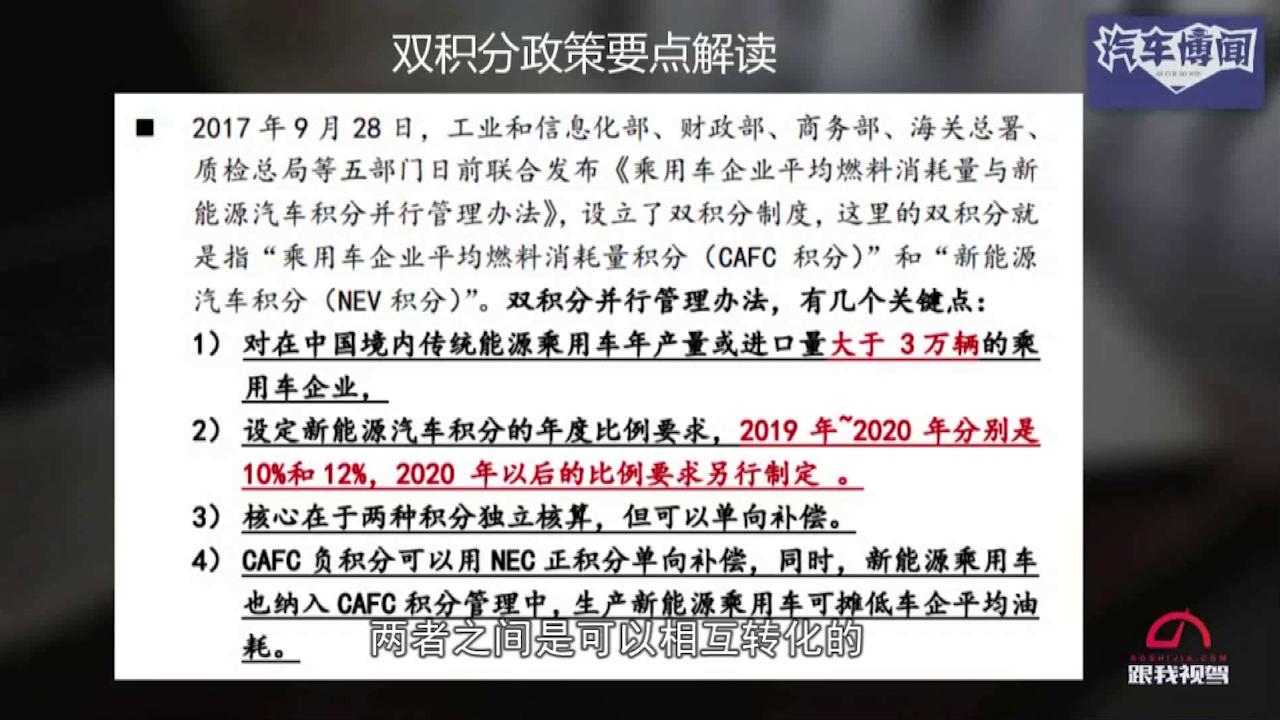 双积分政策要点解读
汽车博闻
QI CHE BO WEN
■ 2017 年 9 月 28 日，工业和信息化部、财政部、商务部、海关总署、
质检总局等五部门日前联合发布《乘用车企业平均燃料消耗量与新
能源汽车积分并行管理办法》，设立了双积分制度，这里的双积分就
是指“乘用车企业平均燃料消耗量积分（CAFC 积分）”和“新能源
汽车积分（NEV 积分）”。双积分并行管理办法，有几个关键点：
1）对在中国境内传统能源乘用车年产量或进口量大于 3 万辆的乘
用车企业，
2）设定新能源汽车积分的年度比例要求，2019 年~2020 年分别是
10%和 12%，2020 年以后的比例要求另行制定 。
3）核心在于两种积分独立核算，但可以单向补偿。
4）CAFC 负积分可以用 NEC 正积分单向补偿，同时，新能源乘用车
也纳入 CAFC 积分管理中，生产新能源乘用车可摊低车企平均油
耗。
两者之间是可以相互转化的
GOSHIJIA.COM
跟我视驾